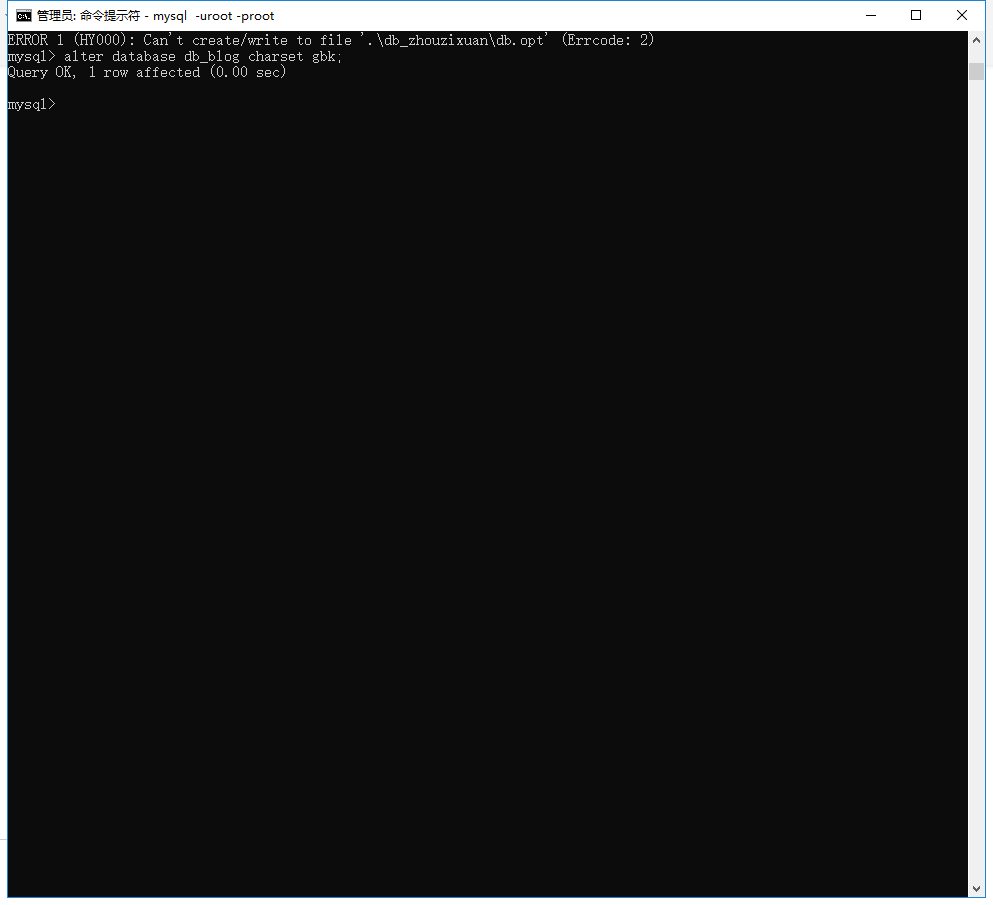 管理员: 命令提示符 - mysql  -uroot -proot
ERROR 1 (HY000): Can't create/write to file '.\db_zhouzixuan\db.opt' (Errcode: 2)
mysql> alter database db_blog charset gbk;
Query OK, 1 row affected (0.00 sec)
mysql>